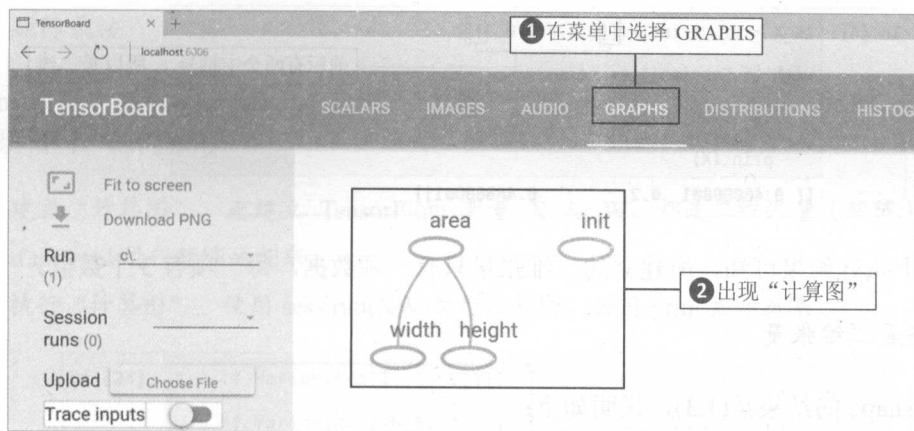 TensorBoard
❶在菜单中选择 GRAPHS
localhost:6006
TensorBoard SCALARS IMAGES AUDIO GRAPHS DISTRIBUTIONS HISTOG
Fit to screen
Download PNG
Run
(1)
c\..
Session
runs (0)
Upload Choose File
Trace inputs
area init
width height
❷出现“计算图”